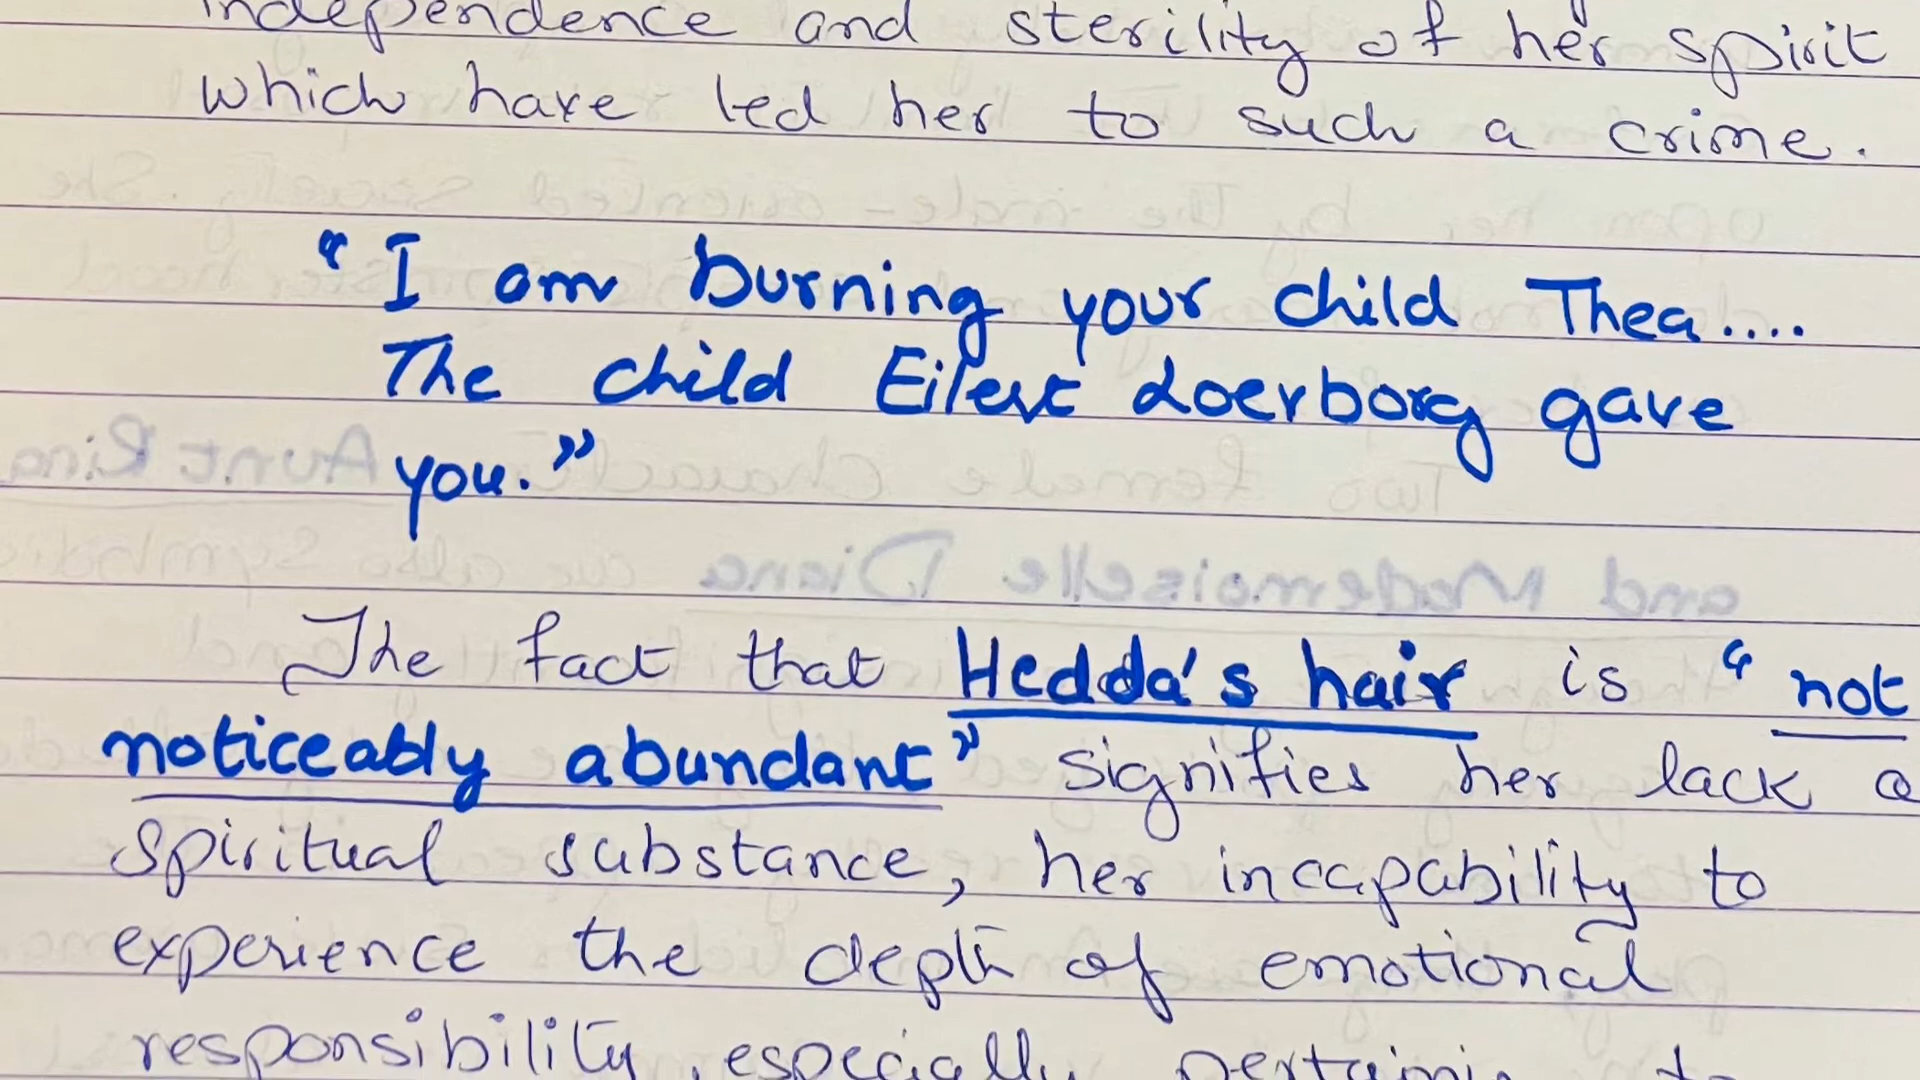 independence and sterility of her spirit
which have led her to such a crime.
"I am burning your child Thea....
The child Eilert Loevborg gave
you."
The fact that Hedda's hair is "not
noticeably abundant" signifies her lack
spiritual substance, her incapability to
experience the depth of emotional
responsibility, especially